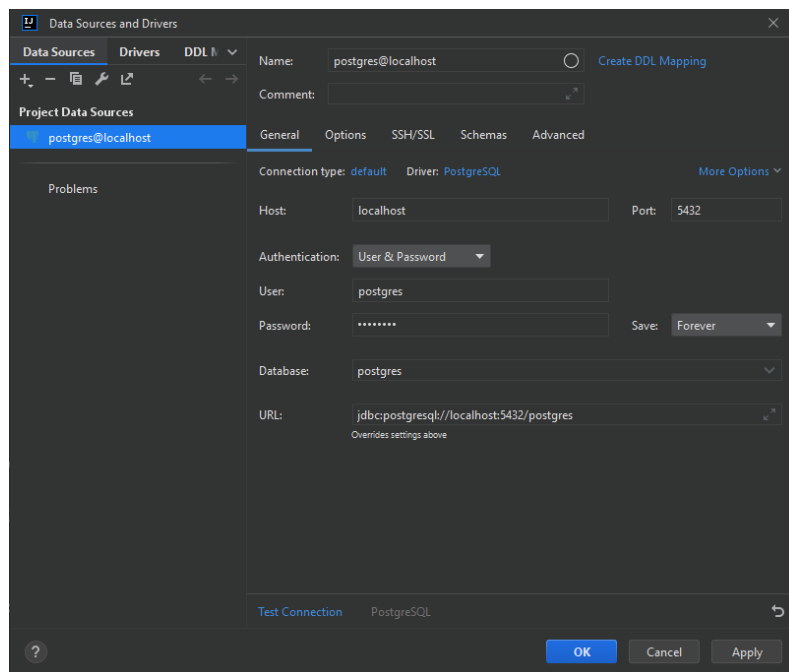 IJ Data Sources and Drivers
Data Sources Drivers DDL
Name: postgres@localhost Create DDL Mapping
Comment:
Project Data Sources
postgres@localhost
General Options SSH/SSL Schemas Advanced
Connection type: default Driver: PostgreSQL More Options
Problems
Host: localhost Port: 5432
Authentication: User & Password
User: postgres
Password: •••••••• Save: Forever
Database: postgres
URL: jdbc:postgresql://localhost:5432/postgres
Overrides settings above
Test Connection PostgreSQL
? OK Cancel Apply